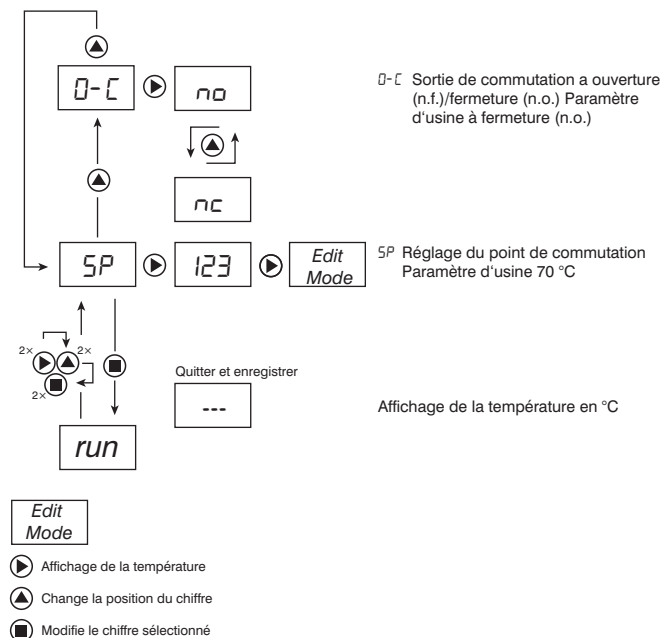 O-C
no
O-C Sortie de commutation a ouverture
(n.f.)/fermeture (n.o.) Paramètre
d'usine à fermeture (n.o.)
nc
SP
123
Edit
Mode
SP Réglage du point de commutation
Paramètre d'usine 70 °C
2×
2×
2×
Quitter et enregistrer
---
Affichage de la température en °C
run
Edit
Mode
Affichage de la température
Change la position du chiffre
Modifie le chiffre sélectionné